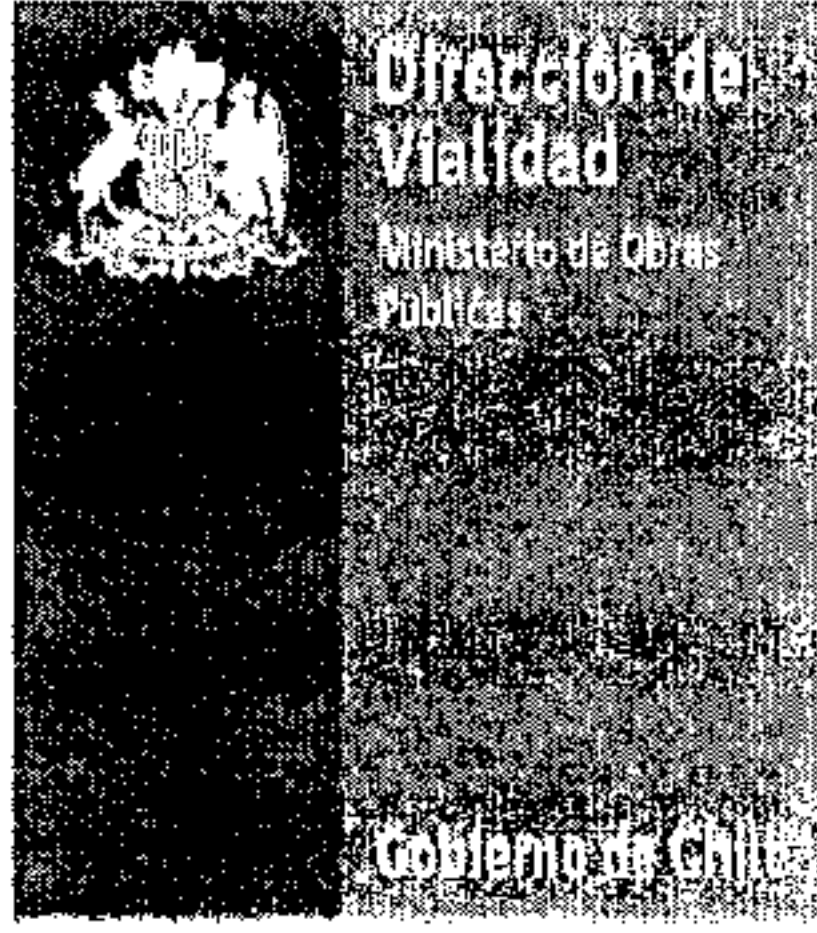 Dirección de
Vialidad
Ministerio de Obras
Públicas
Gobierno de Chile